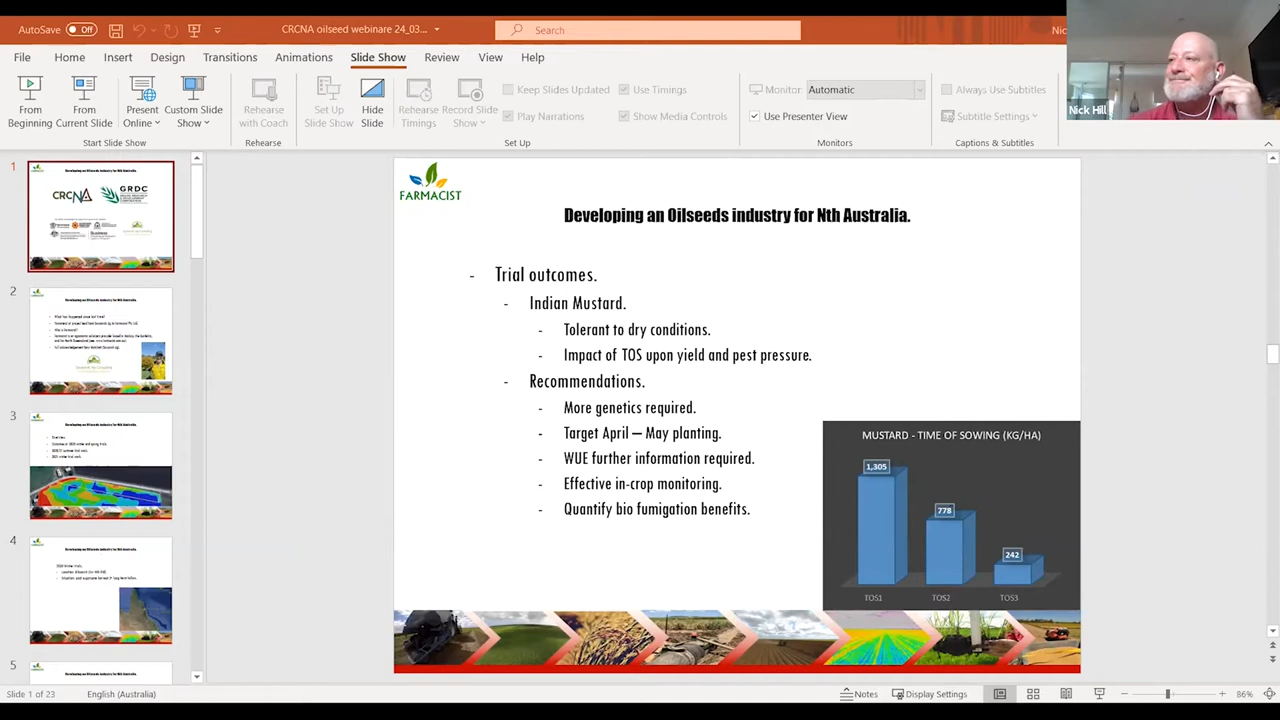 AutoSave
Off
CRCNA oilseed webinare 24_03...
Search
File
Home
Insert
Design
Transitions
Animations
Slide Show
Review
View
Help
From Beginning
From Current Slide
Present Online
Custom Slide Show
Rehearse with Coach
Set Up Slide Show
Hide Slide
Rehearse Timings
Record Slide Show
Keep Slides Updated
Play Narrations
Use Timings
Show Media Controls
Monitor:
Automatic
Use Presenter View
Always Use Subtitles
Subtitle Settings
Start Slide Show
Rehearse
Set Up
Monitors
Captions & Subtitles
Nick Hill
1
CRCNA
GRDC
2
3
4
5
FARMACIST
Developing an Oilseeds industry for Nth Australia.
- Trial outcomes.
- Indian Mustard.
- Tolerant to dry conditions.
- Impact of TOS upon yield and pest pressure.
- Recommendations.
- More genetics required.
- Target April – May planting.
- WUE further information required.
- Effective in-crop monitoring.
- Quantify bio fumigation benefits.
MUSTARD - TIME OF SOWING (KG/HA)
1,305
778
242
TOS1
TOS2
TOS3
Slide 1 of 23
English (Australia)
Notes
Display Settings
86%